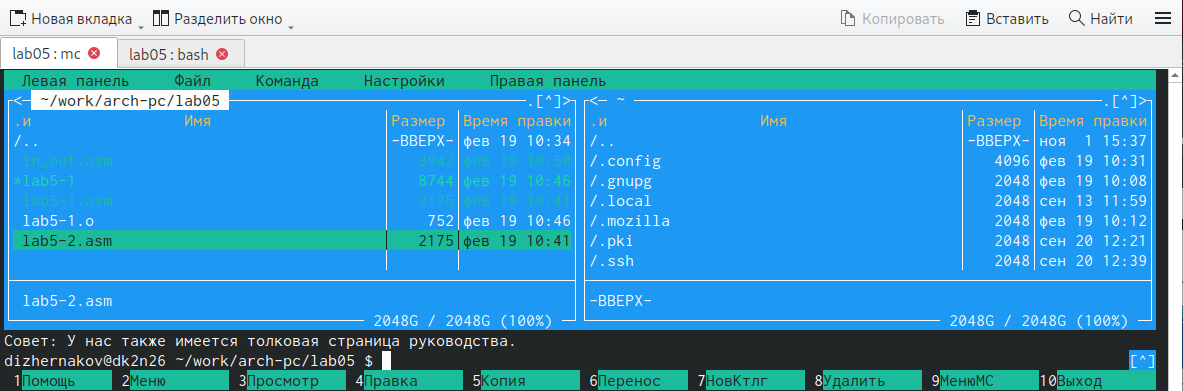 Новая вкладка Разделить окно Копировать Вставить Найти
lab05 : mc lab05 : bash
Левая панель Файл Команда Настройки Правая панель
<─ ~/work/arch-pc/lab05 .[^]> <─ ~ .[^]>
.и Имя Размер Время правки .и Имя Размер Время правки
/.. -ВВЕРХ- фев 19 10:34 /.. -ВВЕРХ- ноя 1 15:37
in_out.asm 3942 фев 19 10:50 /.config 4096 фев 19 10:31
*lab5-1 8744 фев 19 10:46 /.gnupg 2048 фев 19 10:08
lab5-1.asm 2175 фев 19 10:41 /.local 2048 сен 13 11:59
lab5-1.o 752 фев 19 10:46 /.mozilla 2048 фев 19 10:12
lab5-2.asm 2175 фев 19 10:41 /.pki 2048 сен 20 12:21
/.ssh 2048 сен 20 12:39
lab5-2.asm -ВВЕРХ-
2048G / 2048G (100%) 2048G / 2048G (100%)
Совет: У нас также имеется толковая страница руководства.
dizhernakov@dk2n26 ~/work/arch-pc/lab05 $ [^]
1Помощь 2Меню 3Просмотр 4Правка 5Копия 6Перенос 7НовКтлг 8Удалить 9МенюМС 10Выход